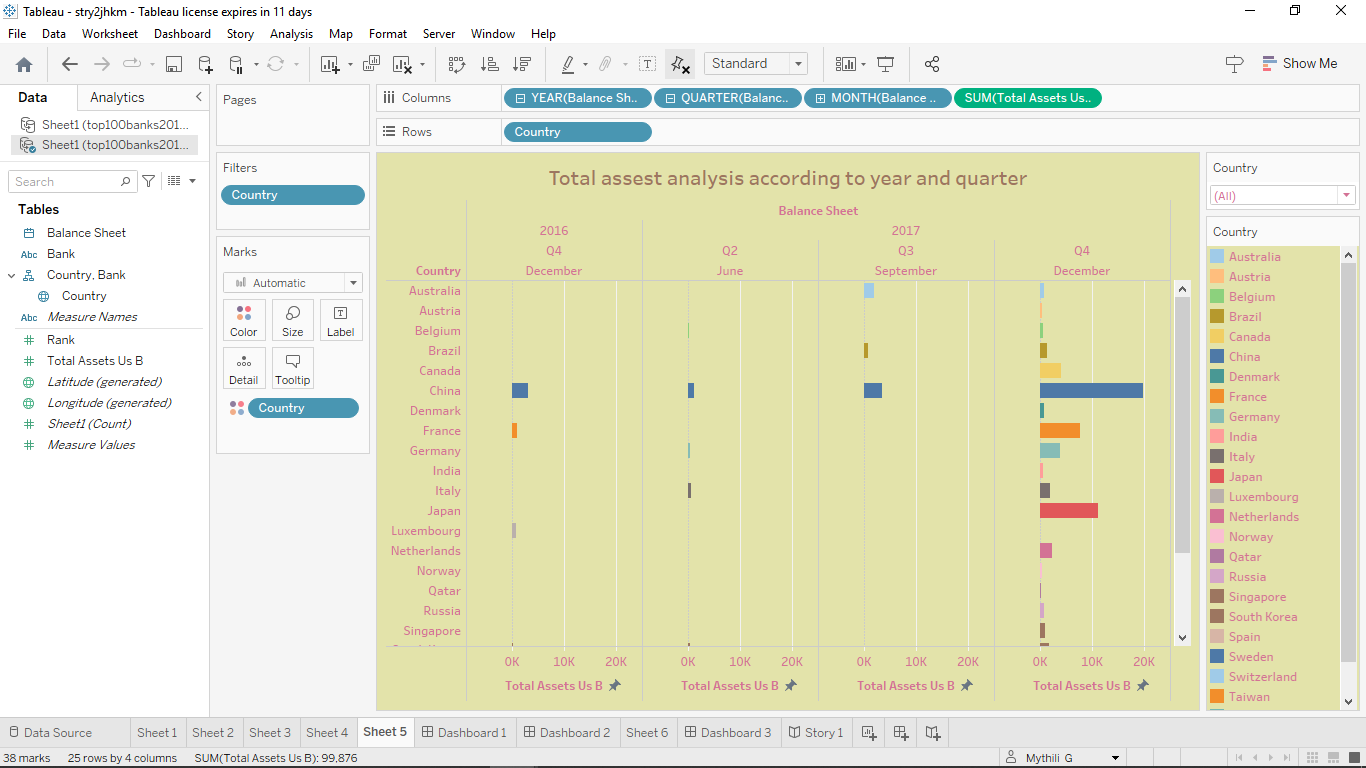 Tableau - stry2jhkm - Tableau license expires in 11 days
File Data Worksheet Dashboard Story Analysis Map Format Server Window Help
Standard
Show Me
Data Analytics
Sheet1 (top100banks201...
Sheet1 (top100banks201...
Search
Tables
Balance Sheet
Abc Bank
Country, Bank
Country
Abc Measure Names
Rank
Total Assets Us B
Latitude (generated)
Longitude (generated)
Sheet1 (Count)
Measure Values
Pages
Filters
Country
Marks
Automatic
Color Size Label
Detail Tooltip
Country
Columns YEAR(Balance Sh.. QUARTER(Balanc.. MONTH(Balance .. SUM(Total Assets Us..
Rows Country
Total assest analysis according to year and quarter
Balance Sheet
2016 2017
Q4 Q2 Q3 Q4
Country December June September December
Australia
Austria
Belgium
Brazil
Canada
China
Denmark
France
Germany
India
Italy
Japan
Luxembourg
Netherlands
Norway
Qatar
Russia
Singapore
0K 10K 20K 0K 10K 20K 0K 10K 20K 0K 10K 20K
Total Assets Us B Total Assets Us B Total Assets Us B Total Assets Us B
Country
(All)
Country
Australia
Austria
Belgium
Brazil
Canada
China
Denmark
France
Germany
India
Italy
Japan
Luxembourg
Netherlands
Norway
Qatar
Russia
Singapore
South Korea
Spain
Sweden
Switzerland
Taiwan
Data Source Sheet 1 Sheet 2 Sheet 3 Sheet 4 Sheet 5 Dashboard 1 Dashboard 2 Sheet 6 Dashboard 3 Story 1
38 marks 25 rows by 4 columns SUM(Total Assets Us B): 99,876 Mythili G